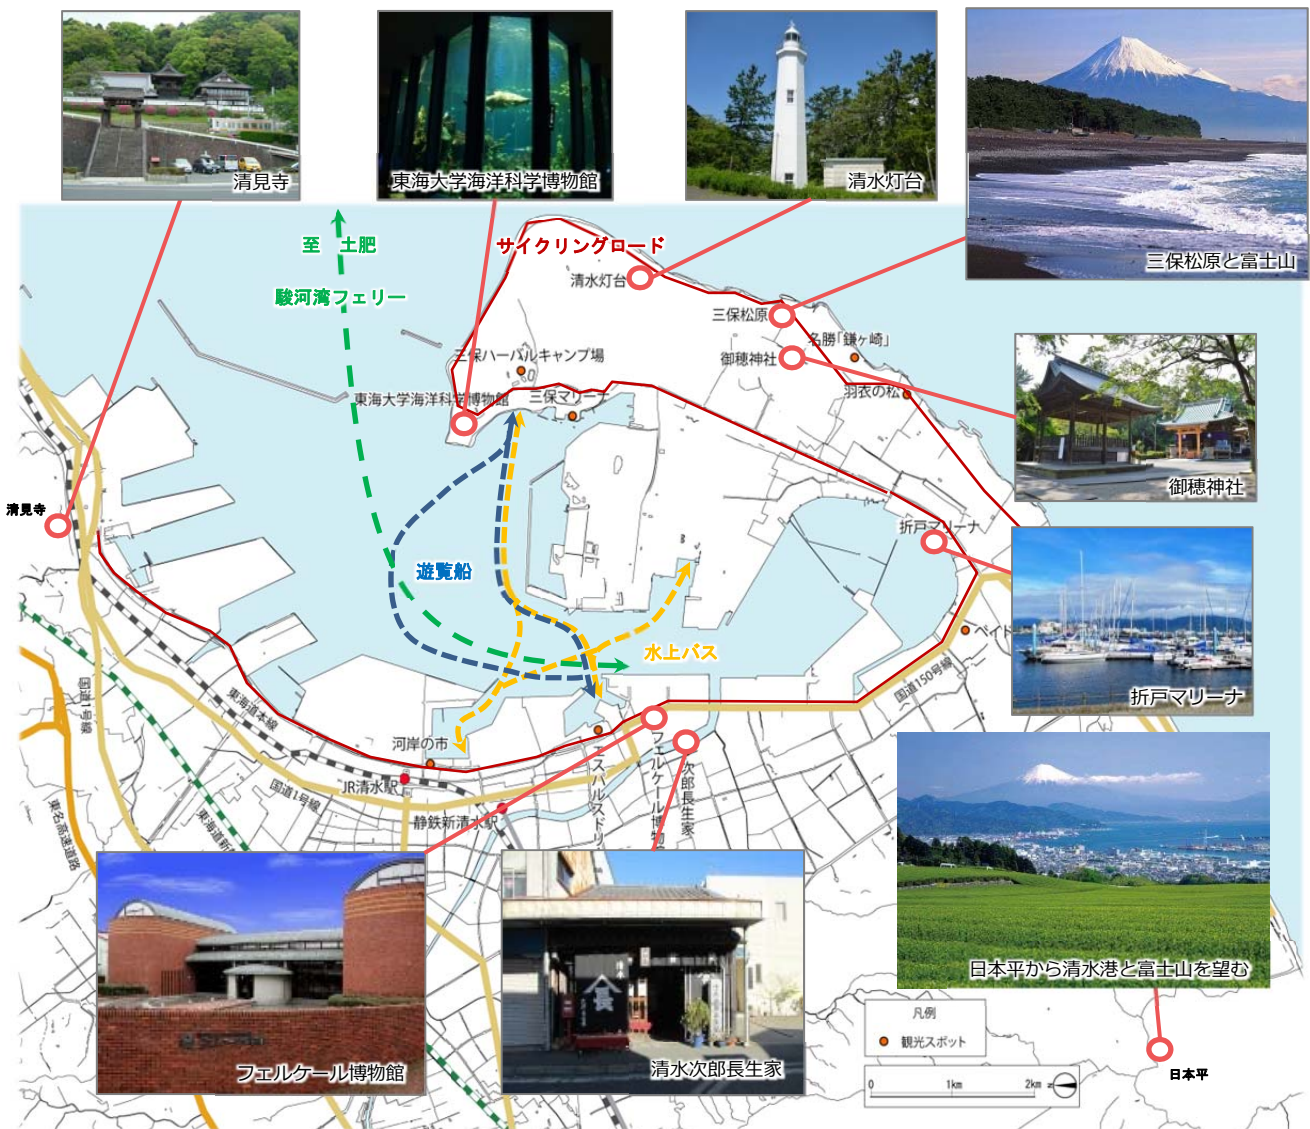 清見寺
東海大学海洋科学博物館
清水灯台
三保松原と富士山
至　土肥
駿河湾フェリー
サイクリングロード
清水灯台
三保松原
名勝「鎌ヶ崎」
御穂神社
三保ハーバルキャンプ場
羽衣の松
東海大学海洋科学博物館
三保マリーナ
御穂神社
清見寺
折戸マリーナ
遊覧船
水上バス
ベイド
折戸マリーナ
国道150号線
国道1号線
東海道本線
河岸の市
JR清水駅
国道1号線
静鉄新清水駅
エスパルスドリ
フェルケール博物
次郎長生家
東名高速道路
東海道新
日本平から清水港と富士山を望む
フェルケール博物館
清水次郎長生家
凡例
観光スポット
0 1km 2km
日本平